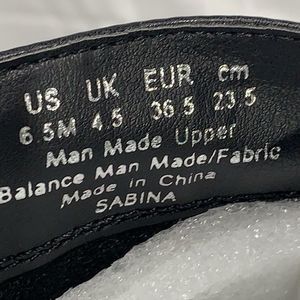 US UK EUR cm
6.5M 4.5 36.5 23.5
Man Made Upper
Balance Man Made/Fabric
Made in China
SABINA